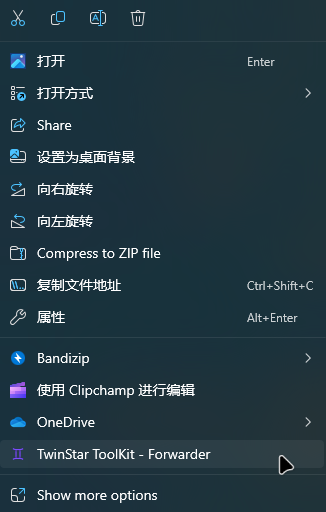 打开 Enter
打开方式
Share
设置为桌面背景
向右旋转
向左旋转
Compress to ZIP file
复制文件地址 Ctrl+Shift+C
属性 Alt+Enter
Bandizip
使用 Clipchamp 进行编辑
OneDrive
TwinStar ToolKit - Forwarder
Show more options